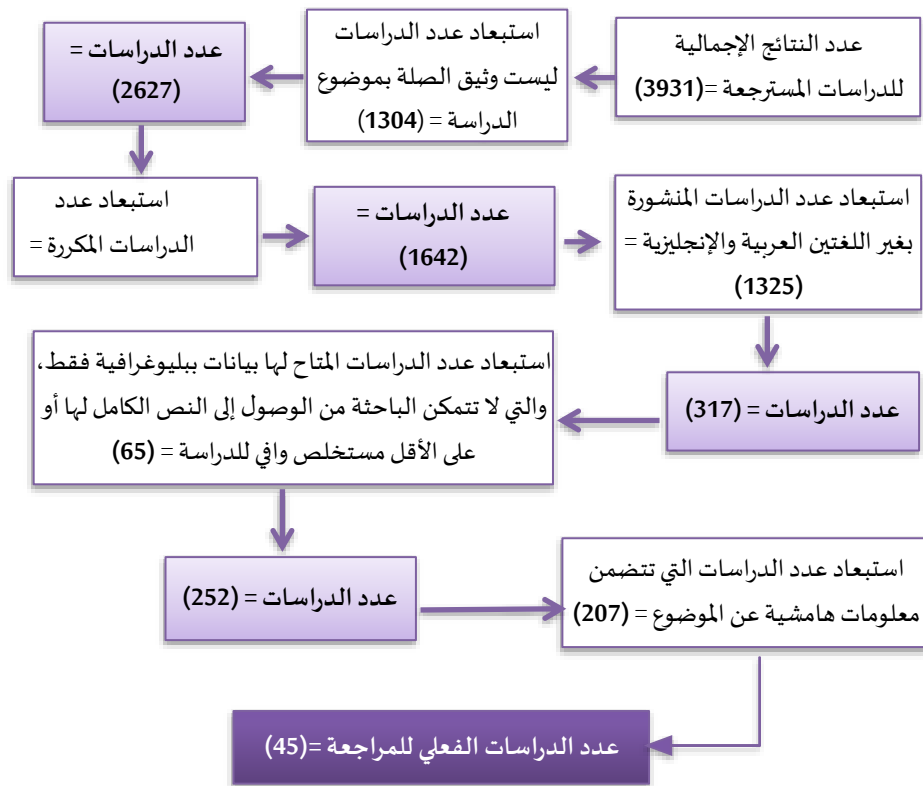 عدد النتائج الإجمالية
للدراسات المسترجعة =(3931)
استبعاد عدد الدراسات
ليست وثيق الصلة بموضوع
الدراسة = (1304)
عدد الدراسات =
(2627)
استبعاد عدد
الدراسات المكررة =
عدد الدراسات =
(1642)
استبعاد عدد الدراسات المنشورة
بغير اللغتين العربية والإنجليزية =
(1325)
عدد الدراسات = (317)
استبعاد عدد الدراسات المتاح لها بيانات ببليوغرافية فقط،
والتي لا تتمكن الباحثة من الوصول إلى النص الكامل لها أو
على الأقل مستخلص وافي للدراسة = (65)
عدد الدراسات = (252)
استبعاد عدد الدراسات التي تتضمن
معلومات هامشية عن الموضوع = (207)
عدد الدراسات الفعلي للمراجعة =(45)